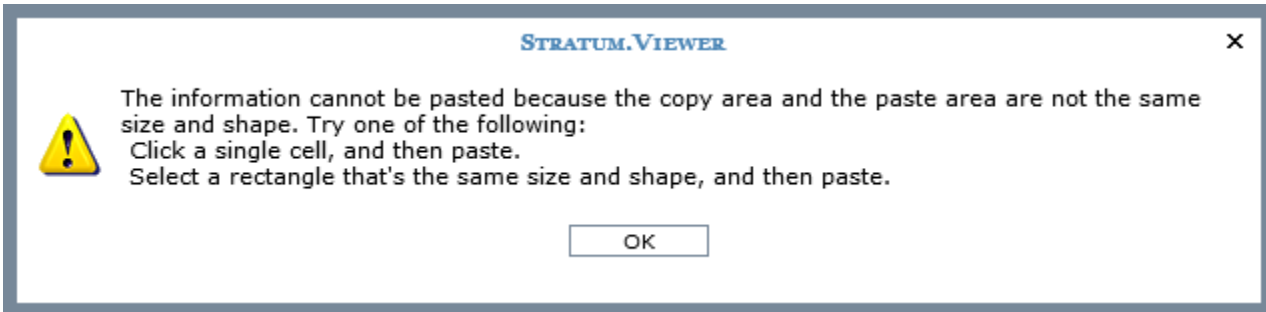 STRATUM.VIEWER
The information cannot be pasted because the copy area and the paste area are not the same
size and shape. Try one of the following:
Click a single cell, and then paste.
Select a rectangle that's the same size and shape, and then paste.
OK